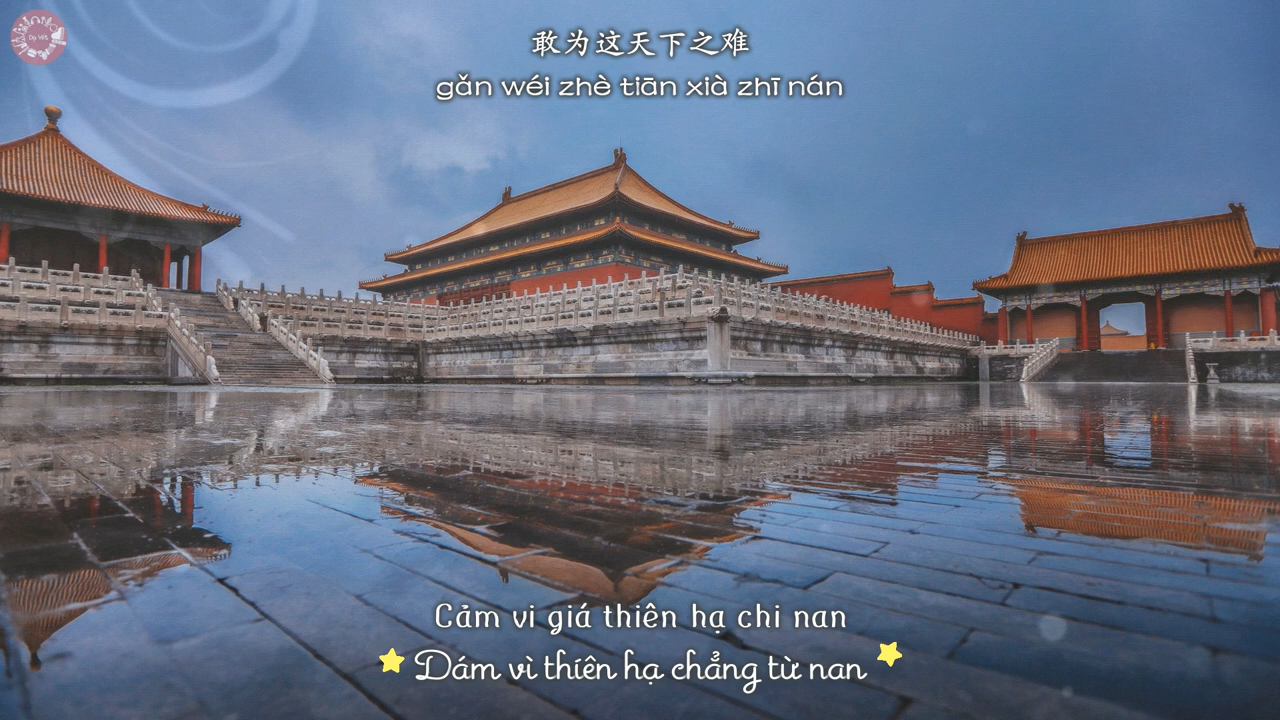 敢为这天下之难
gǎn wéi zhè tiān xià zhī nán
Cảm vi giá thiên hạ chi nan
Dám vì thiên hạ chẳng từ nan